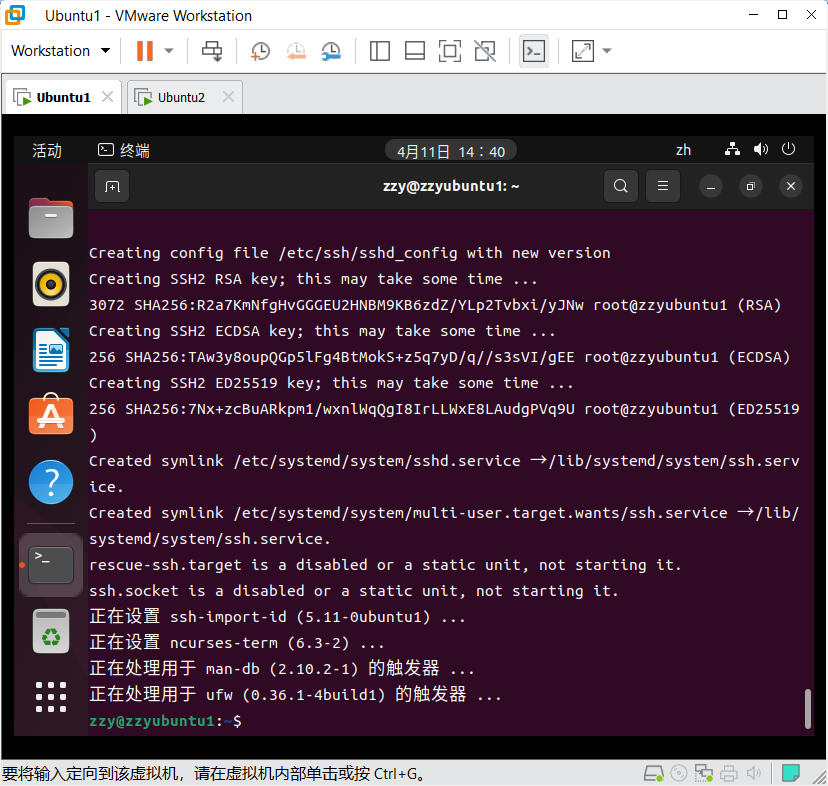 Ubuntu1 - VMware Workstation
Workstation
Ubuntu1
Ubuntu2
活动
终端
4月11日 14：40
zh
zzy@zzyubuntu1: ~
Creating config file /etc/ssh/sshd_config with new version
Creating SSH2 RSA key; this may take some time ...
3072 SHA256:R2a7KmNfgHvGGGEU2HNBM9KB6zdZ/YLp2Tvbxi/yJNw root@zzyubuntu1 (RSA)
Creating SSH2 ECDSA key; this may take some time ...
256 SHA256:TAw3y8oupQGp5lFg4BtMokS+z5q7yD/q//s3sVI/gEE root@zzyubuntu1 (ECDSA)
Creating SSH2 ED25519 key; this may take some time ...
256 SHA256:7Nx+zcBuARkpm1/wxnlWqQgI8IrLLWxE8LAudgPVq9U root@zzyubuntu1 (ED25519
)
Created symlink /etc/systemd/system/sshd.service →/lib/systemd/system/ssh.serv
ice.
Created symlink /etc/systemd/system/multi-user.target.wants/ssh.service →/lib/
systemd/system/ssh.service.
rescue-ssh.target is a disabled or a static unit, not starting it.
ssh.socket is a disabled or a static unit, not starting it.
正在设置 ssh-import-id (5.11-0ubuntu1) ...
正在设置 ncurses-term (6.3-2) ...
正在处理用于 man-db (2.10.2-1) 的触发器 ...
正在处理用于 ufw (0.36.1-4build1) 的触发器 ...
zzy@zzyubuntu1:~$
要将输入定向到该虚拟机，请在虚拟机内部单击或按 Ctrl+G。